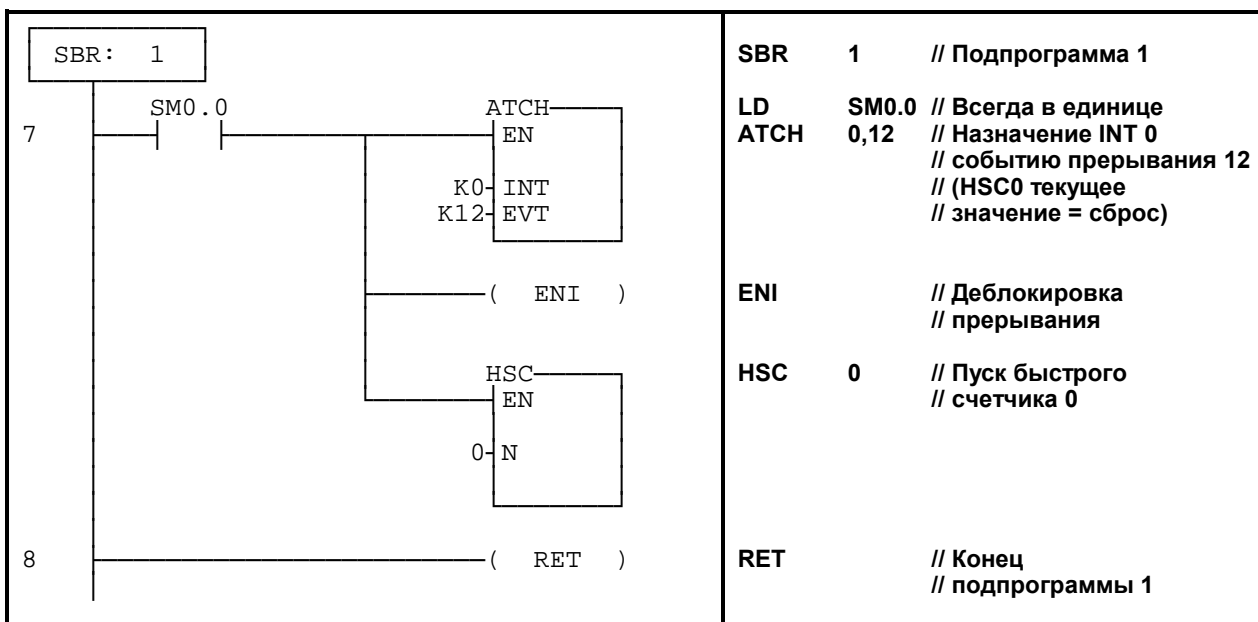 SBR: 1
7
SM0.0
ATCH
EN
K0 INT
K12 EVT
( ENI )
HSC
EN
0 N
8
( RET )
SBR 1 // Подпрограмма 1
LD SM0.0 // Всегда в единице
ATCH 0,12 // Назначение INT 0
// событию прерывания 12
// (HSC0 текущее
// значение = сброс)
ENI // Деблокировка
// прерывания
HSC 0 // Пуск быстрого
// счетчика 0
RET // Конец
// подпрограммы 1